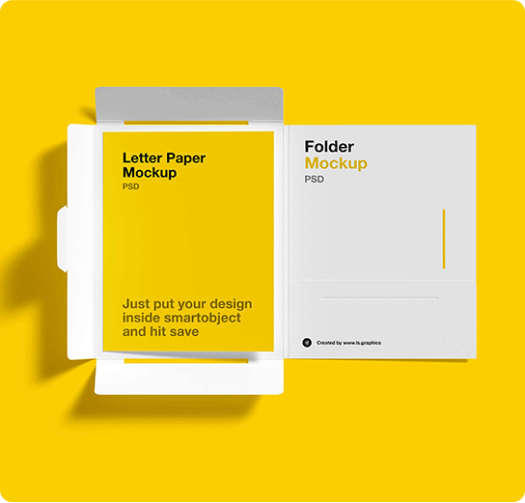 Letter Paper
Mockup
PSD
Just put your design
inside smartobject
and hit save
Folder
Mockup
PSD
Created by www.ls.graphics